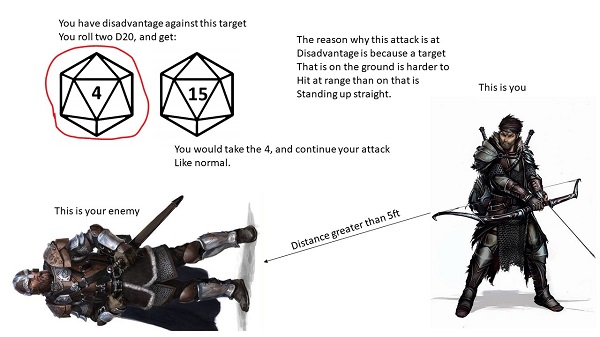 You have disadvantage against this target
You roll two D20, and get:
4
15
The reason why this attack is at
Disadvantage is because a target
That is on the ground is harder to
Hit at range than on that is
Standing up straight.
This is you
You would take the 4, and continue your attack
Like normal.
This is your enemy
Distance greater than 5ft